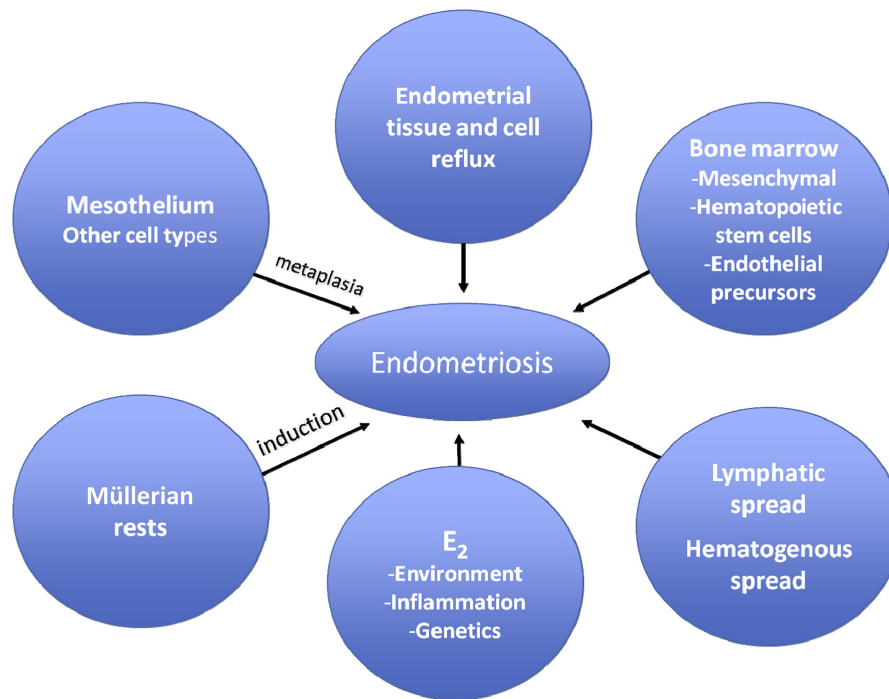 Endometrial
tissue and cell
reflux
Mesothelium
Other cell types
metaplasia
Bone marrow
-Mesenchymal
-Hematopoietic
stem cells
-Endothelial
precursors
Endometriosis
Müllerian
rests
induction
E₂
-Environment
-Inflammation
-Genetics
Lymphatic
spread
Hematogenous
spread